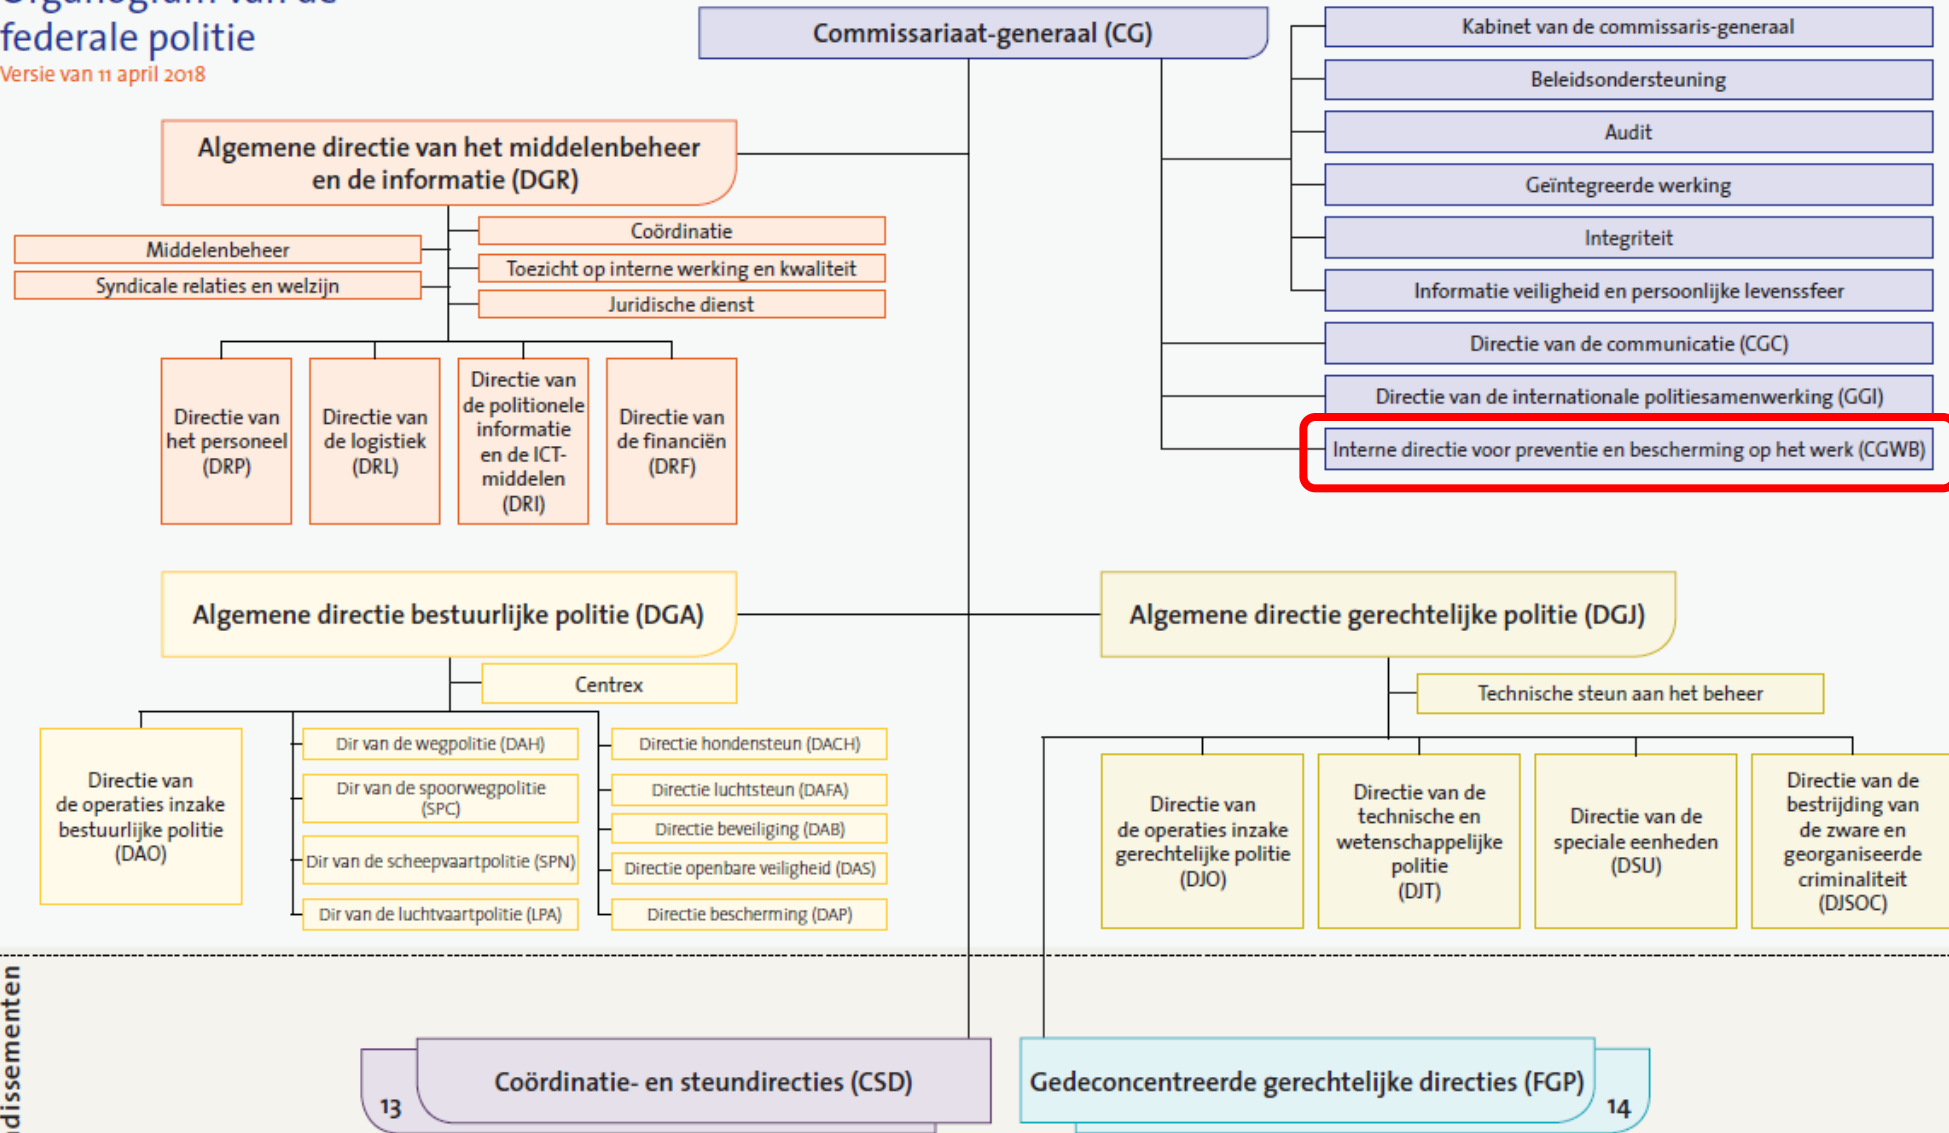 Organogram van de
federale politie
Versie van 11 april 2018
Commissariaat-generaal (CG)
Kabinet van de commissaris-generaal
Beleidsondersteuning
Audit
Geïntegreerde werking
Integriteit
Informatie veiligheid en persoonlijke levenssfeer
Directie van de communicatie (CGC)
Directie van de internationale politiesamenwerking (GGI)
Interne directie voor preventie en bescherming op het werk (CGWB)
Algemene directie van het middelenbeheer
en de informatie (DGR)
Middelenbeheer
Syndicale relaties en welzijn
Coördinatie
Toezicht op interne werking en kwaliteit
Juridische dienst
Directie van
het personeel
(DRP)
Directie van
de logistiek
(DRL)
Directie van
de politionele
informatie
en de ICT-
middelen
(DRI)
Directie van
de financiën
(DRF)
Algemene directie bestuurlijke politie (DGA)
Centrex
Directie van
de operaties inzake
bestuurlijke politie
(DAO)
Dir van de wegpolitie (DAH)
Dir van de spoorwegpolitie
(SPC)
Dir van de scheepvaartpolitie (SPN)
Dir van de luchtvaartpolitie (LPA)
Directie hondensteun (DACH)
Directie luchtsteun (DAFA)
Directie beveiliging (DAB)
Directie openbare veiligheid (DAS)
Directie bescherming (DAP)
Algemene directie gerechtelijke politie (DGJ)
Technische steun aan het beheer
Directie van
de operaties inzake
gerechtelijke politie
(DJO)
Directie van de
technische en
wetenschappelijke
politie
(DJT)
Directie van de
speciale eenheden
(DSU)
Directie van de
bestrijding van
de zware en
georganiseerde
criminaliteit
(DJSOC)
dissementen
13
Coördinatie- en steundirecties (CSD)
Gedeconcentreerde gerechtelijke directies (FGP)
14